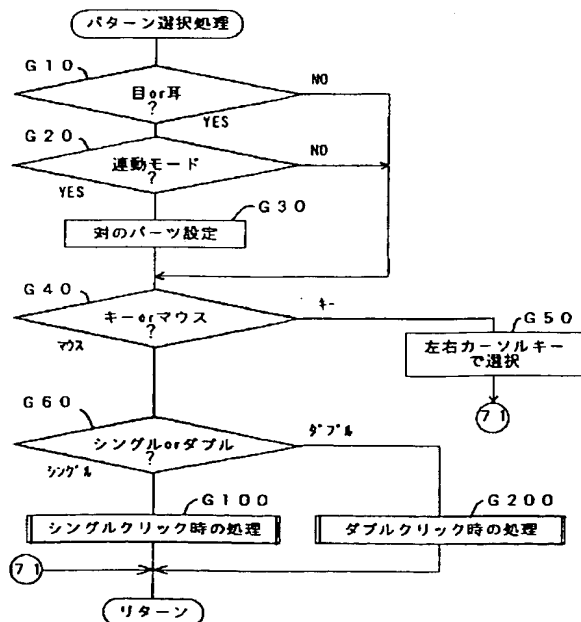 パターン選択処理
G10
目or耳
?
NO
YES
G20
連動モード
?
NO
YES
G30
対のパーツ設定
G40
キーorマウス
?
キー
マウス
G50
左右カーソルキー
で選択
71
G60
シングルorダブル
?
ダブル
シングル
G100
シングルクリック時の処理
G200
ダブルクリック時の処理
71
リターン